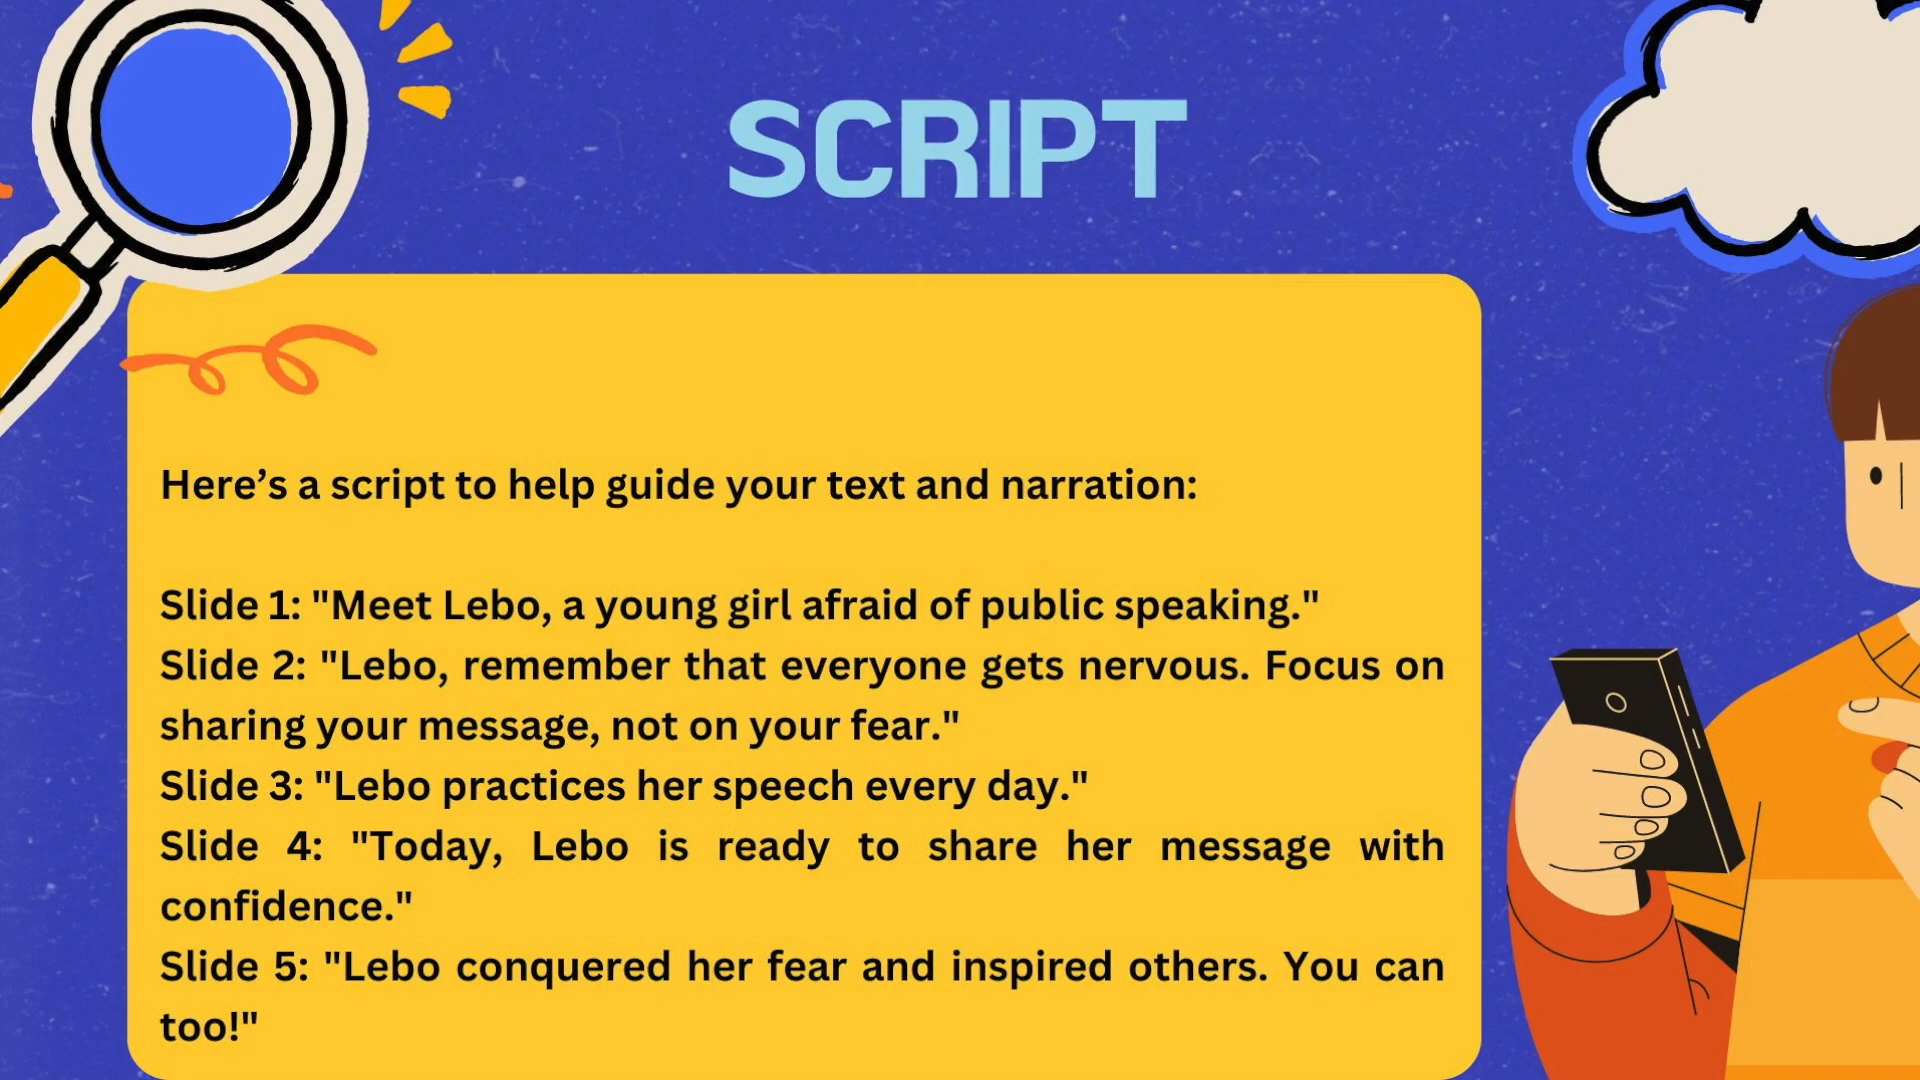 SCRIPT
Here’s a script to help guide your text and narration:
Slide 1: "Meet Lebo, a young girl afraid of public speaking."
Slide 2: "Lebo, remember that everyone gets nervous. Focus on
sharing your message, not on your fear."
Slide 3: "Lebo practices her speech every day."
Slide 4: "Today, Lebo is ready to share her message with
confidence."
Slide 5: "Lebo conquered her fear and inspired others. You can
too!"